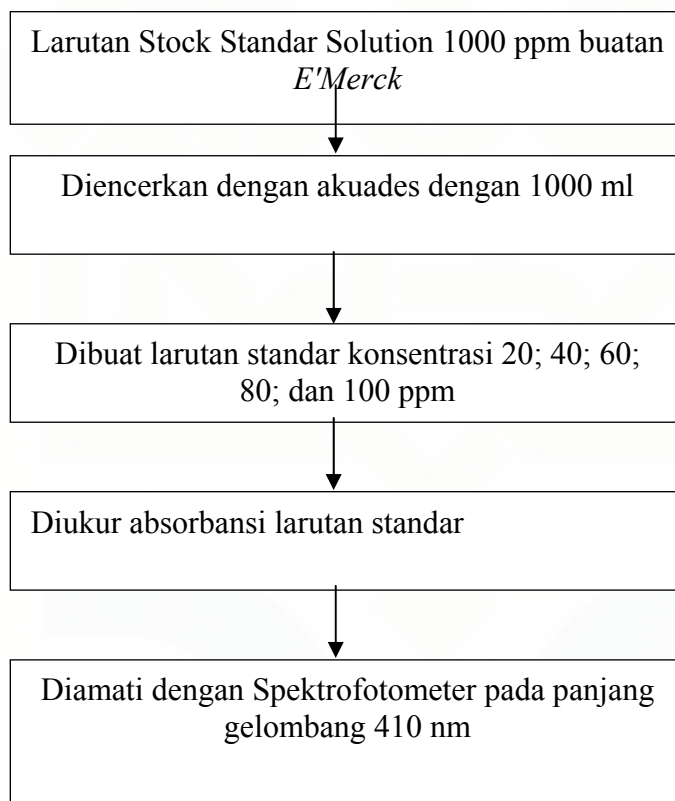 Larutan Stock Standar Solution 1000 ppm buatan
E'Merck
Diencerkan dengan akuades dengan 1000 ml
Dibuat larutan standar konsentrasi 20; 40; 60;
80; dan 100 ppm
Diukur absorbansi larutan standar
Diamati dengan Spektrofotometer pada panjang
gelombang 410 nm